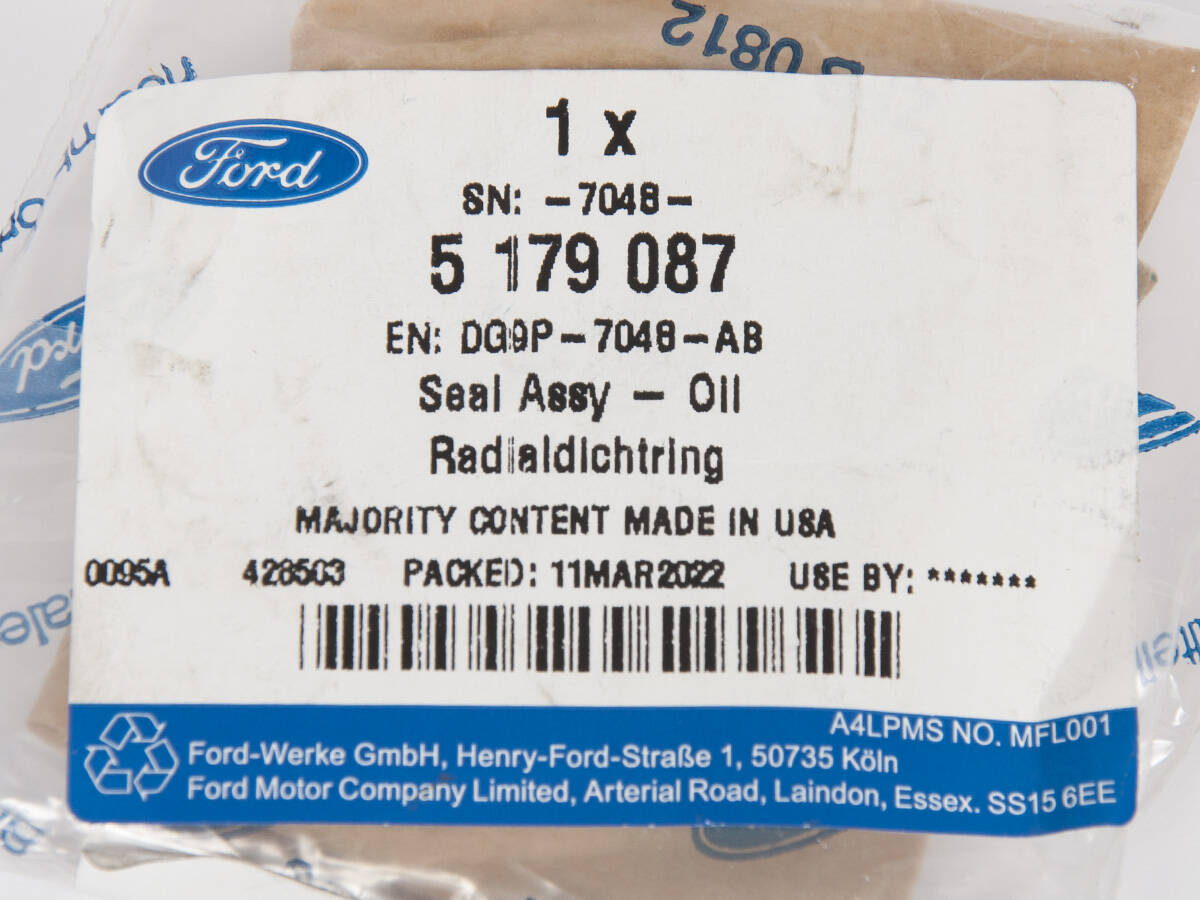 B 0812
Ford
1 x
SN: -7048-
5 179 087
EN: DG9P-7048-AB
Seal Assy - Oil
Radialdichtring
MAJORITY CONTENT MADE IN USA
0095A 428503 PACKED: 11MAR2022 USE BY: *******
A4LPMS NO. MFL001
Ford-Werke GmbH, Henry-Ford-Straße 1, 50735 Köln
Ford Motor Company Limited, Arterial Road, Laindon, Essex. SS15 6EE